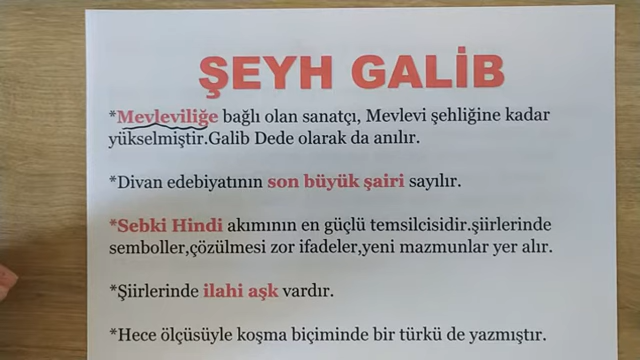 ŞEYH GALİB
*Mevleviliğe bağlı olan sanatçı, Mevlevi şehliğine kadar
yükselmiştir.Galib Dede olarak da anılır.
*Divan edebiyatının son büyük şairi sayılır.
*Sebki Hindi akımının en güçlü temsilcisidir.şiirlerinde
semboller,çözülmesi zor ifadeler,yeni mazmunlar yer alır.
*Şiirlerinde ilahi aşk vardır.
*Hece ölçüsüyle koşma biçiminde bir türkü de yazmıştır.